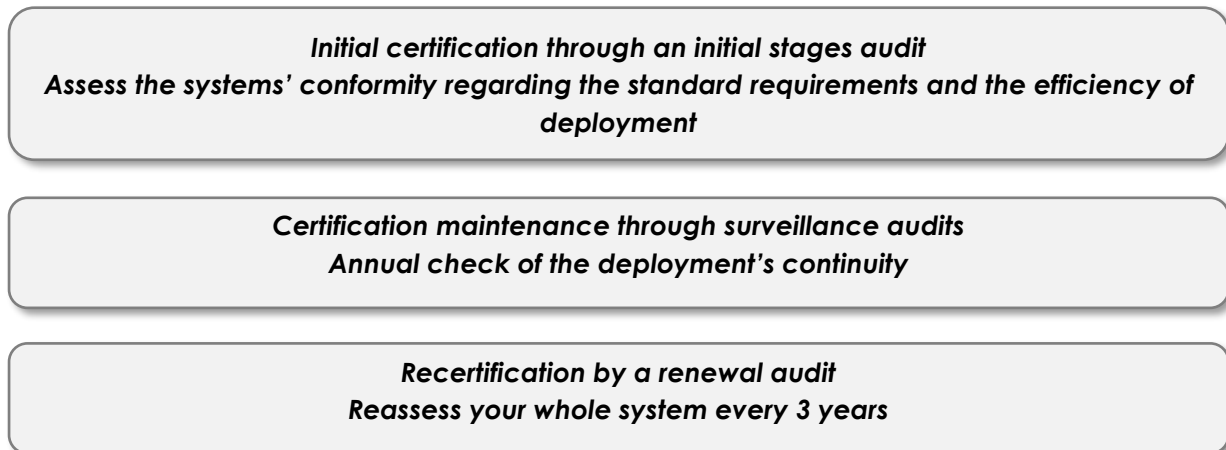 Initial certification through an initial stages audit
Assess the systems’ conformity regarding the standard requirements and the efficiency of
deployment
Certification maintenance through surveillance audits
Annual check of the deployment’s continuity
Recertification by a renewal audit
Reassess your whole system every 3 years